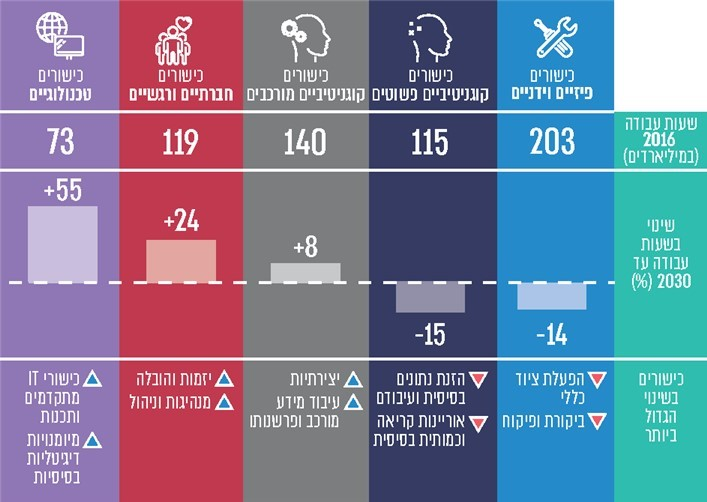 כישורים
פיזיים וידניים
כישורים
קוגניטיביים פשוטים
כישורים
קוגניטיביים מורכבים
כישורים
חברתיים ורגשיים
כישורים
טכנולוגיים
שעות עבודה
2016
(במיליארדים)
203
115
140
119
73
שינוי
בשעות
עבודה עד
2030 (%)
-14
-15
+8
+24
+55
כישורים
בשינוי
הגדול
ביותר
הפעלת ציוד
כללי
ביקורת ופיקוח
הזנת נתונים
בסיסית ועיבודם
אוריינות קריאה
וכמותית בסיסית
יצירתיות
עיבוד מידע
מורכב ופרשנותו
יזמות והובלה
מנהיגות וניהול
כישורי IT
מתקדמים
ותכנות
מיומנויות
דיגיטליות
בסיסיות